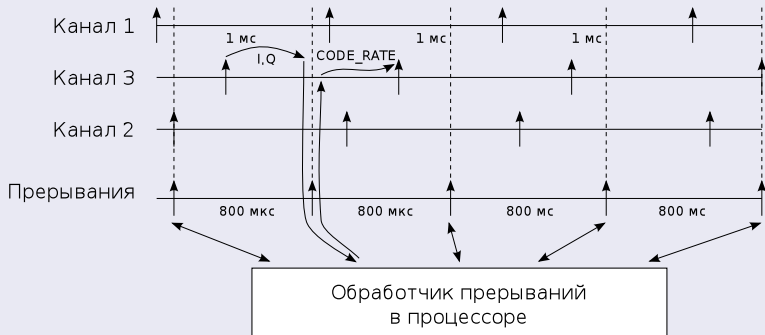 Канал 1
1 мс
1 мс
1 мс
I,Q
CODE_RATE
Канал 3
Канал 2
Прерывания
800 мкс
800 мкс
800 мс
800 мс
Обработчик прерываний
в процессоре